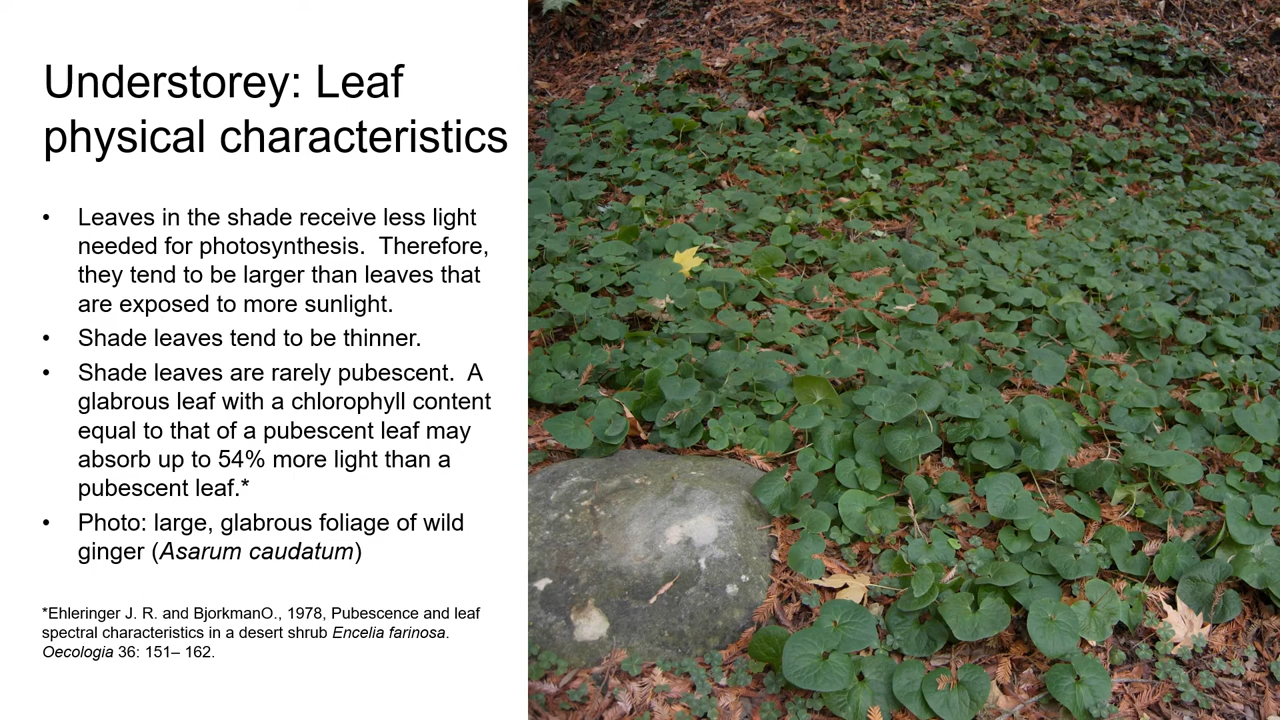 Understorey: Leaf
physical characteristics
• Leaves in the shade receive less light
needed for photosynthesis.  Therefore,
they tend to be larger than leaves that
are exposed to more sunlight.
• Shade leaves tend to be thinner.
• Shade leaves are rarely pubescent.  A
glabrous leaf with a chlorophyll content
equal to that of a pubescent leaf may
absorb up to 54% more light than a
pubescent leaf.*
• Photo: large, glabrous foliage of wild
ginger (Asarum caudatum)
*Ehleringer J. R. and BjorkmanO., 1978, Pubescence and leaf
spectral characteristics in a desert shrub Encelia farinosa.
Oecologia 36: 151– 162.